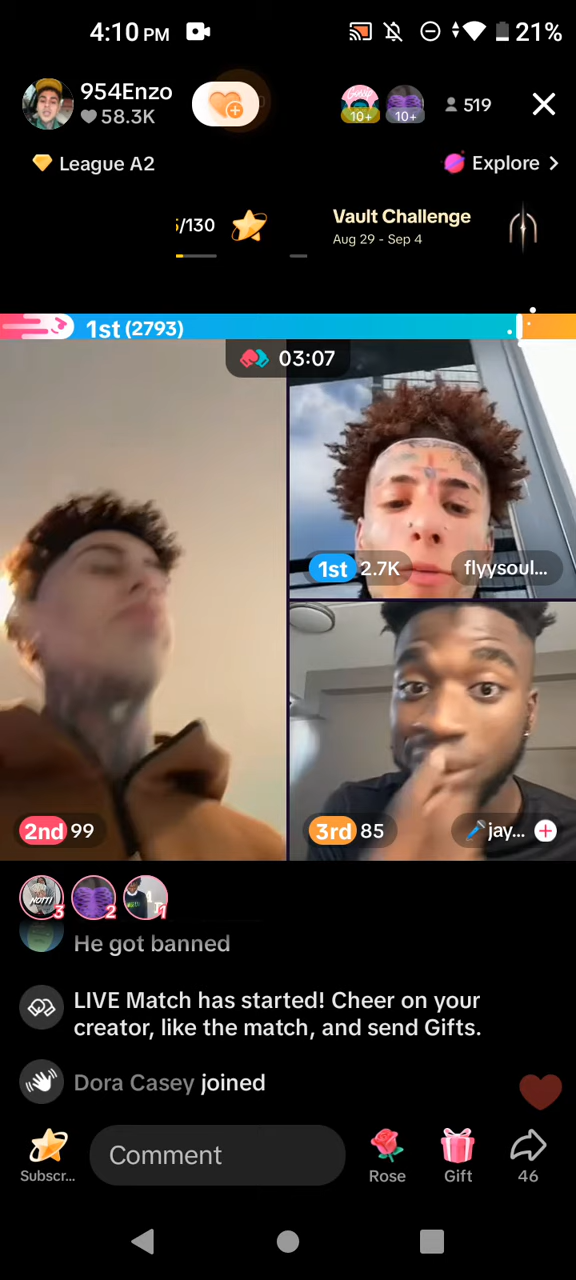 4:10 PM 21%
954Enzo
58.3K
10+ 10+ 519
League A2
Explore
/130
Vault Challenge
Aug 29 - Sep 4
1st (2793)
03:07
1st 2.7K flyysoul...
2nd 99
3rd 85 jay...
NOTTI 3 2 1
He got banned
LIVE Match has started! Cheer on your
creator, like the match, and send Gifts.
Dora Casey joined
Comment
Subscr... Rose Gift 46